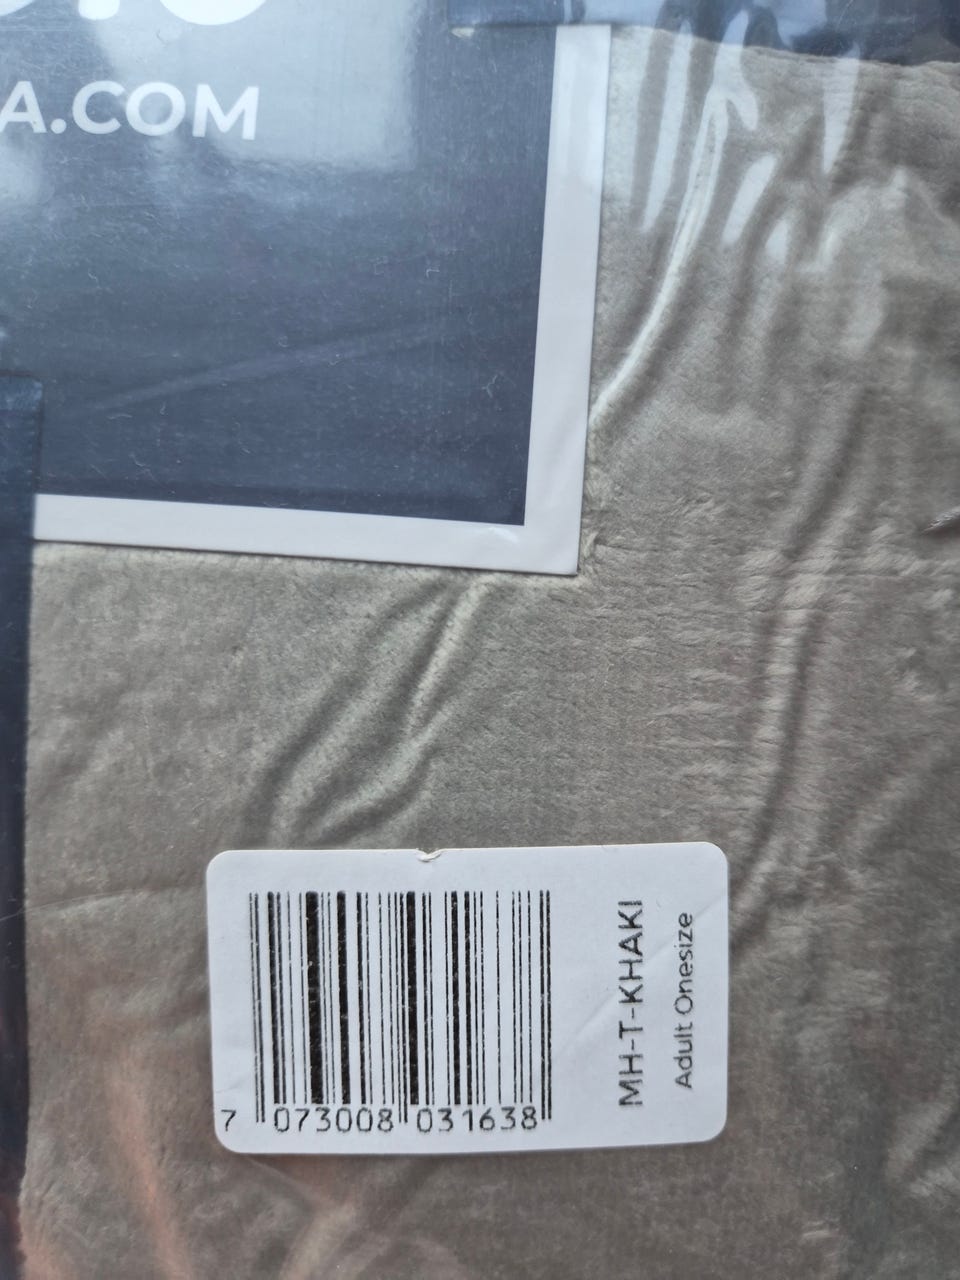 A.COM
MH-T-KHAKI
Adult Onesize
7 073008 031638